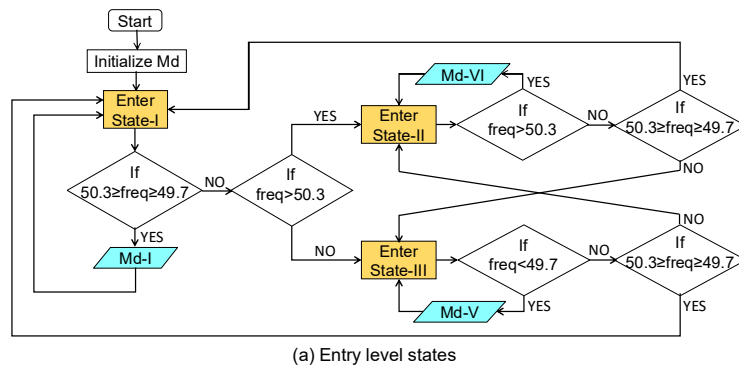 Start
Initialize Md
Enter
State-I
If
50.3≥freq≥49.7
YES
Md-I
NO
If
freq>50.3
YES
NO
Md-VI
Enter
State-II
YES
If
freq>50.3
NO
YES
If
50.3≥freq≥49.7
NO
Enter
State-III
If
freq<49.7
NO
YES
Md-V
NO
If
50.3≥freq≥49.7
YES
(a) Entry level states